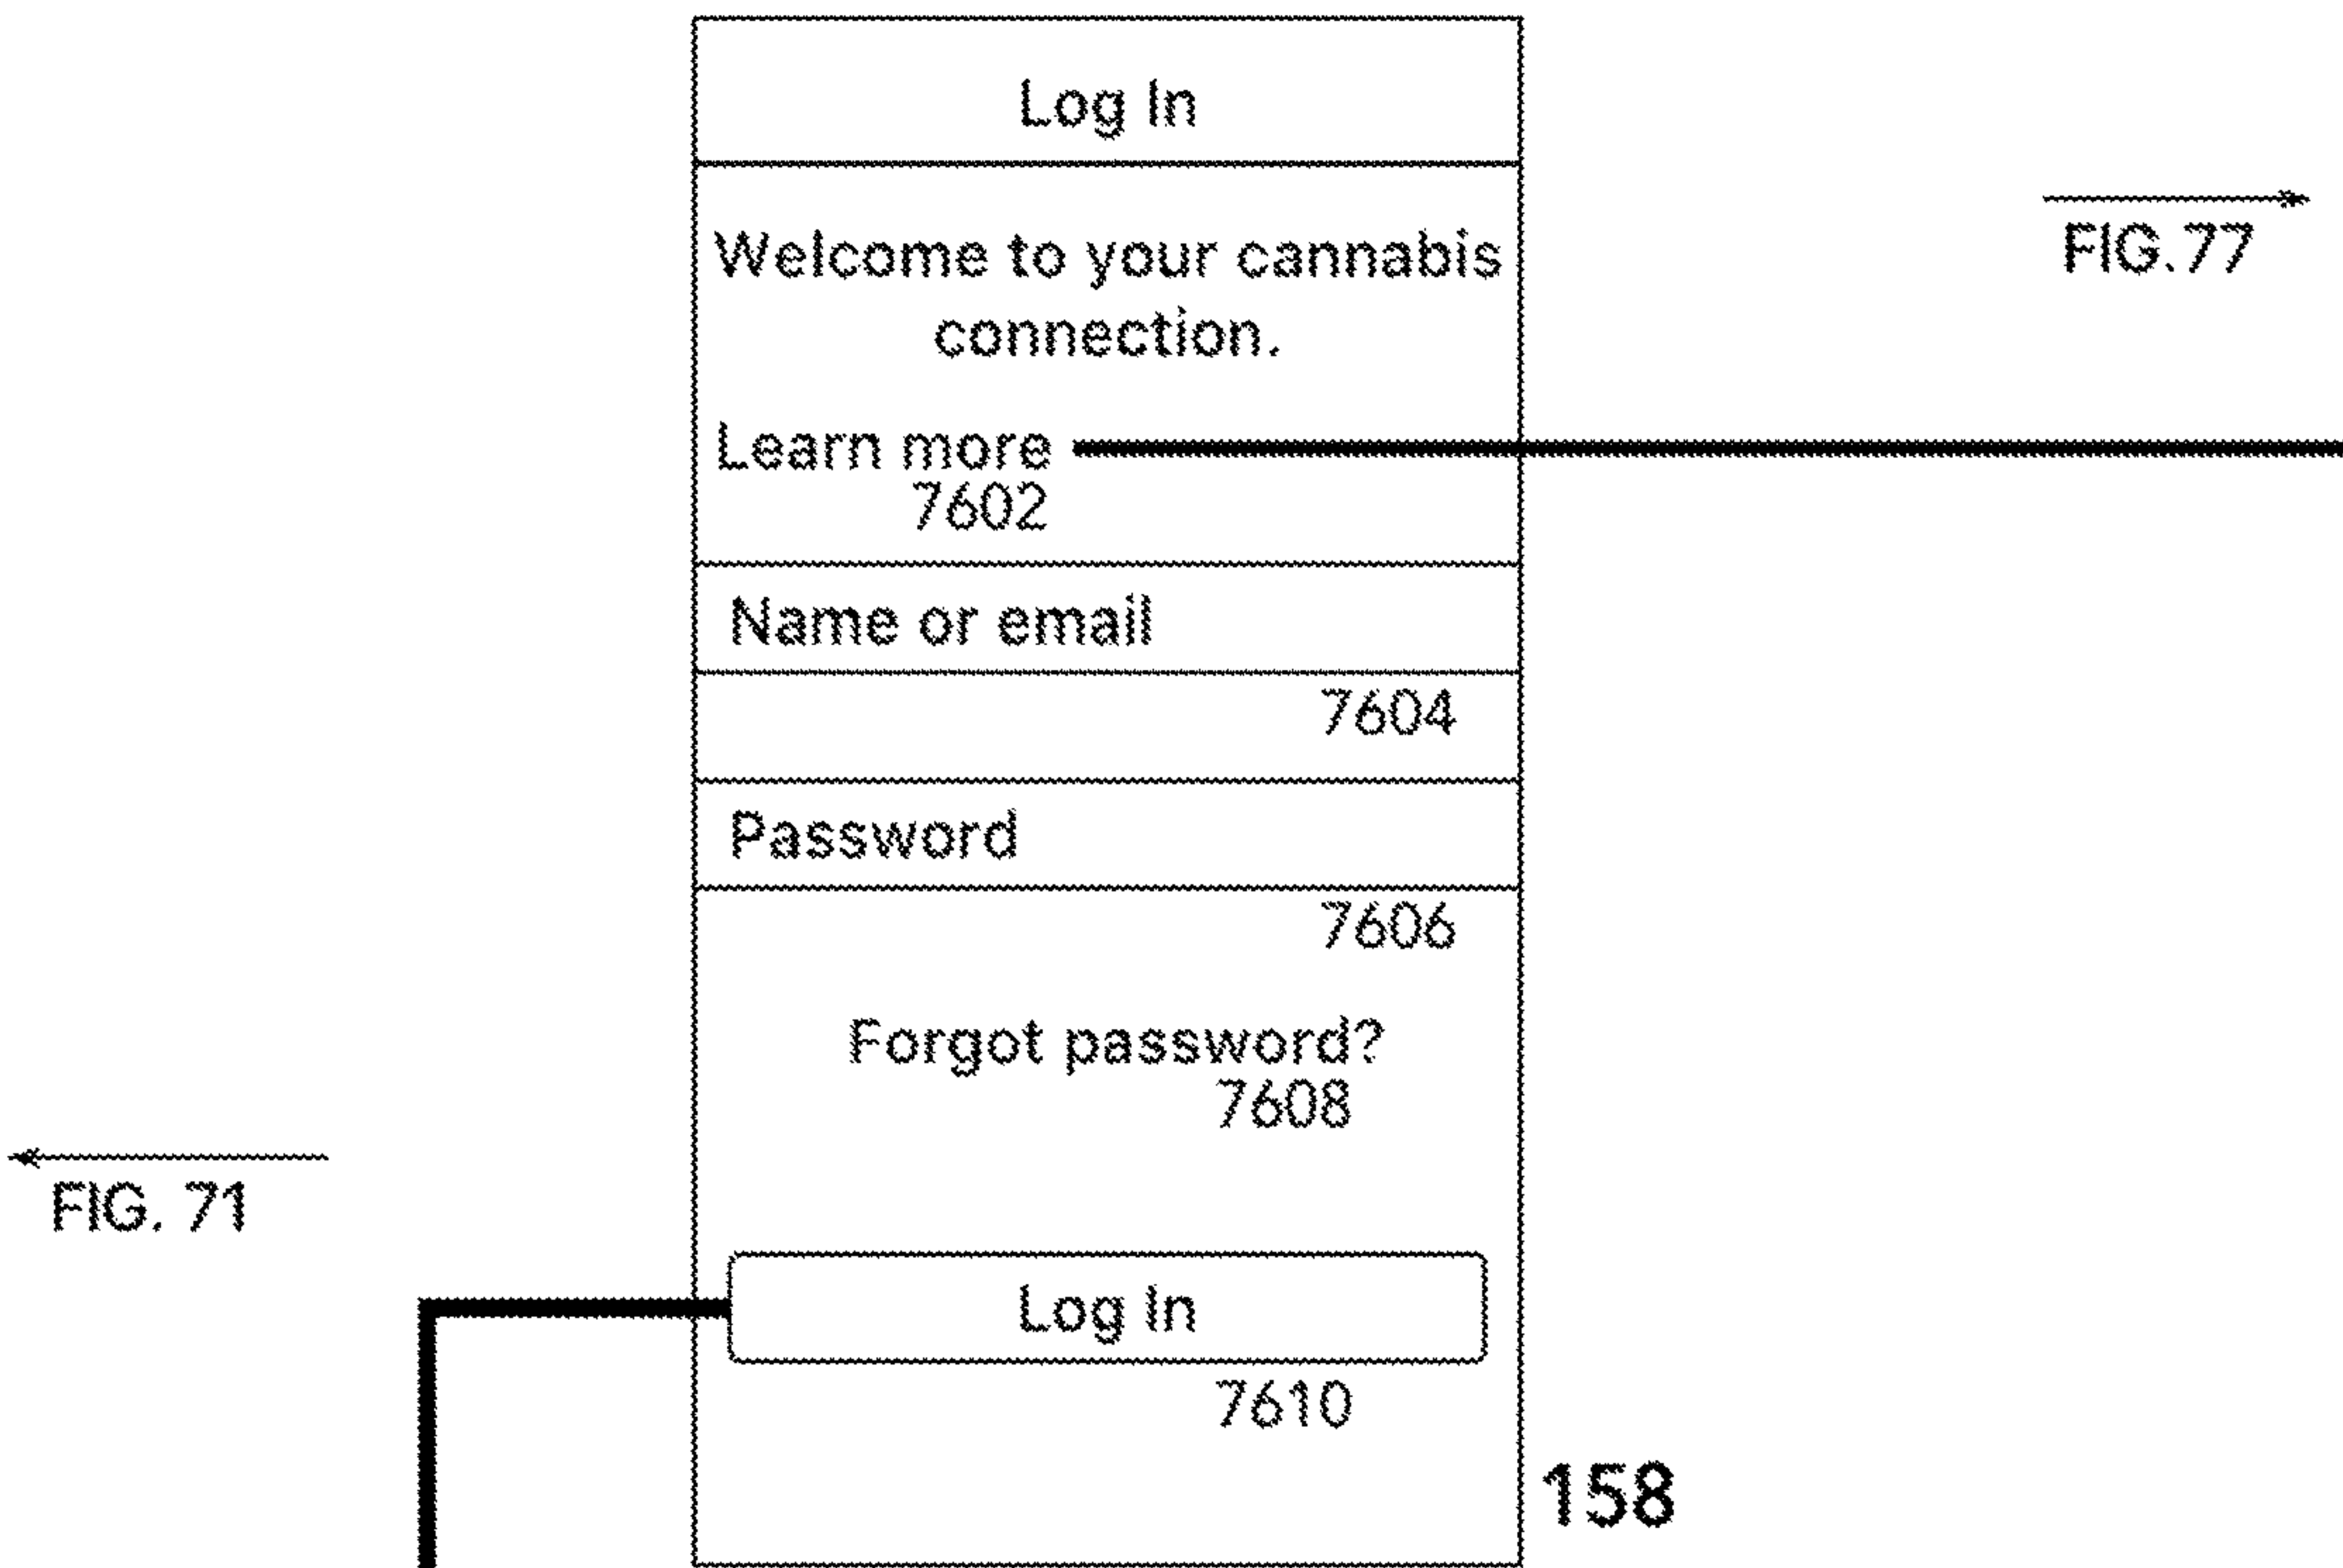 Log In
Welcome to your cannabis
connection.
FIG.77
Learn more
7602
Name or email
7604
Password
7606
Forgot password?
7608
FIG. 71
Log In
7610
158